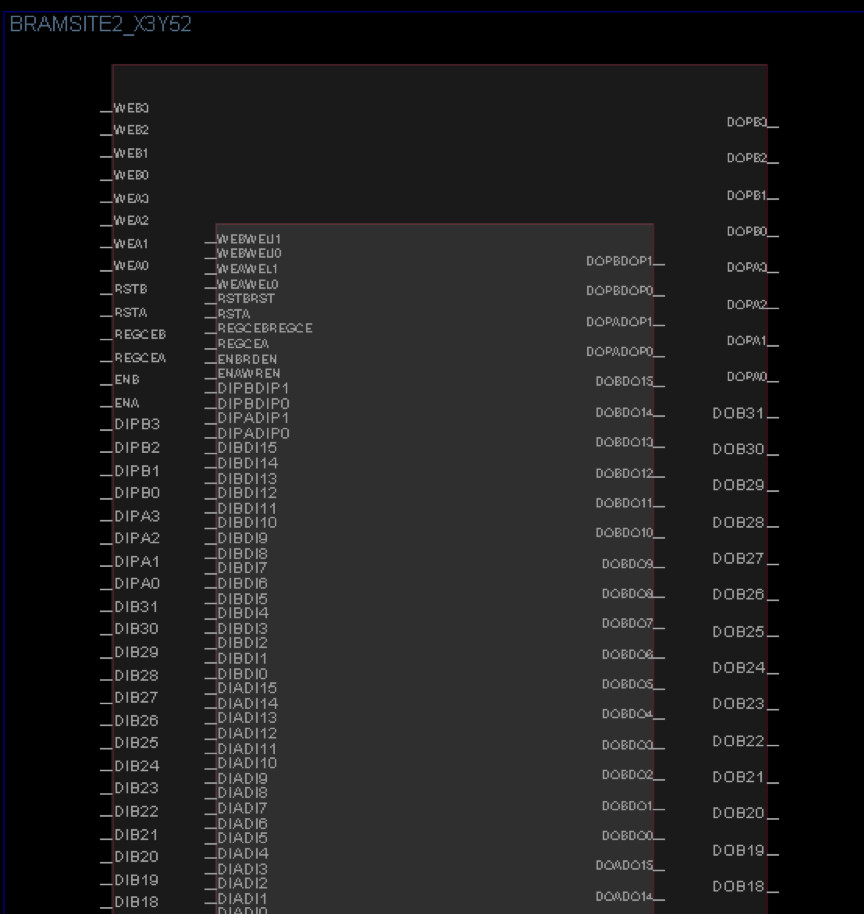 BRAMSITE2_X3Y52
WEB3
WEB2
WEB1
WEB0
WEA3
WEA2
WEA1
WEA0
RSTB
RSTA
REGCEB
REGCEA
ENB
ENA
DIPB3
DIPB2
DIPB1
DIPB0
DIPA3
DIPA2
DIPA1
DIPA0
DIB31
DIB30
DIB29
DIB28
DIB27
DIB26
DIB25
DIB24
DIB23
DIB22
DIB21
DIB20
DIB19
DIB18
WEBWEU1
WEBWEU0
WEAWEL1
WEAWEL0
RSTBRST
RSTA
REGCEBREGCE
REGCEA
ENBRDEN
ENAWREN
DIPBDIP1
DIPBDIP0
DIPADIP1
DIPADIP0
DIBDI15
DIBDI14
DIBDI13
DIBDI12
DIBDI11
DIBDI10
DIBDI9
DIBDI8
DIBDI7
DIBDI6
DIBDI5
DIBDI4
DIBDI3
DIBDI2
DIBDI1
DIBDI0
DIADI15
DIADI14
DIADI13
DIADI12
DIADI11
DIADI10
DIADI9
DIADI8
DIADI7
DIADI6
DIADI5
DIADI4
DIADI3
DIADI2
DIADI1
DIADI0
DOPBDOP1
DOPBDOP0
DOPADOP1
DOPADOP0
DOBDO15
DOBDO14
DOBDO13
DOBDO12
DOBDO11
DOBDO10
DOBDO9
DOBDO8
DOBDO7
DOBDO6
DOBDO5
DOBDO4
DOBDO3
DOBDO2
DOBDO1
DOBDO0
DOADO15
DOADO14
DOPB3
DOPB2
DOPB1
DOPB0
DOPA3
DOPA2
DOPA1
DOPA0
DOB31
DOB30
DOB29
DOB28
DOB27
DOB26
DOB25
DOB24
DOB23
DOB22
DOB21
DOB20
DOB19
DOB18